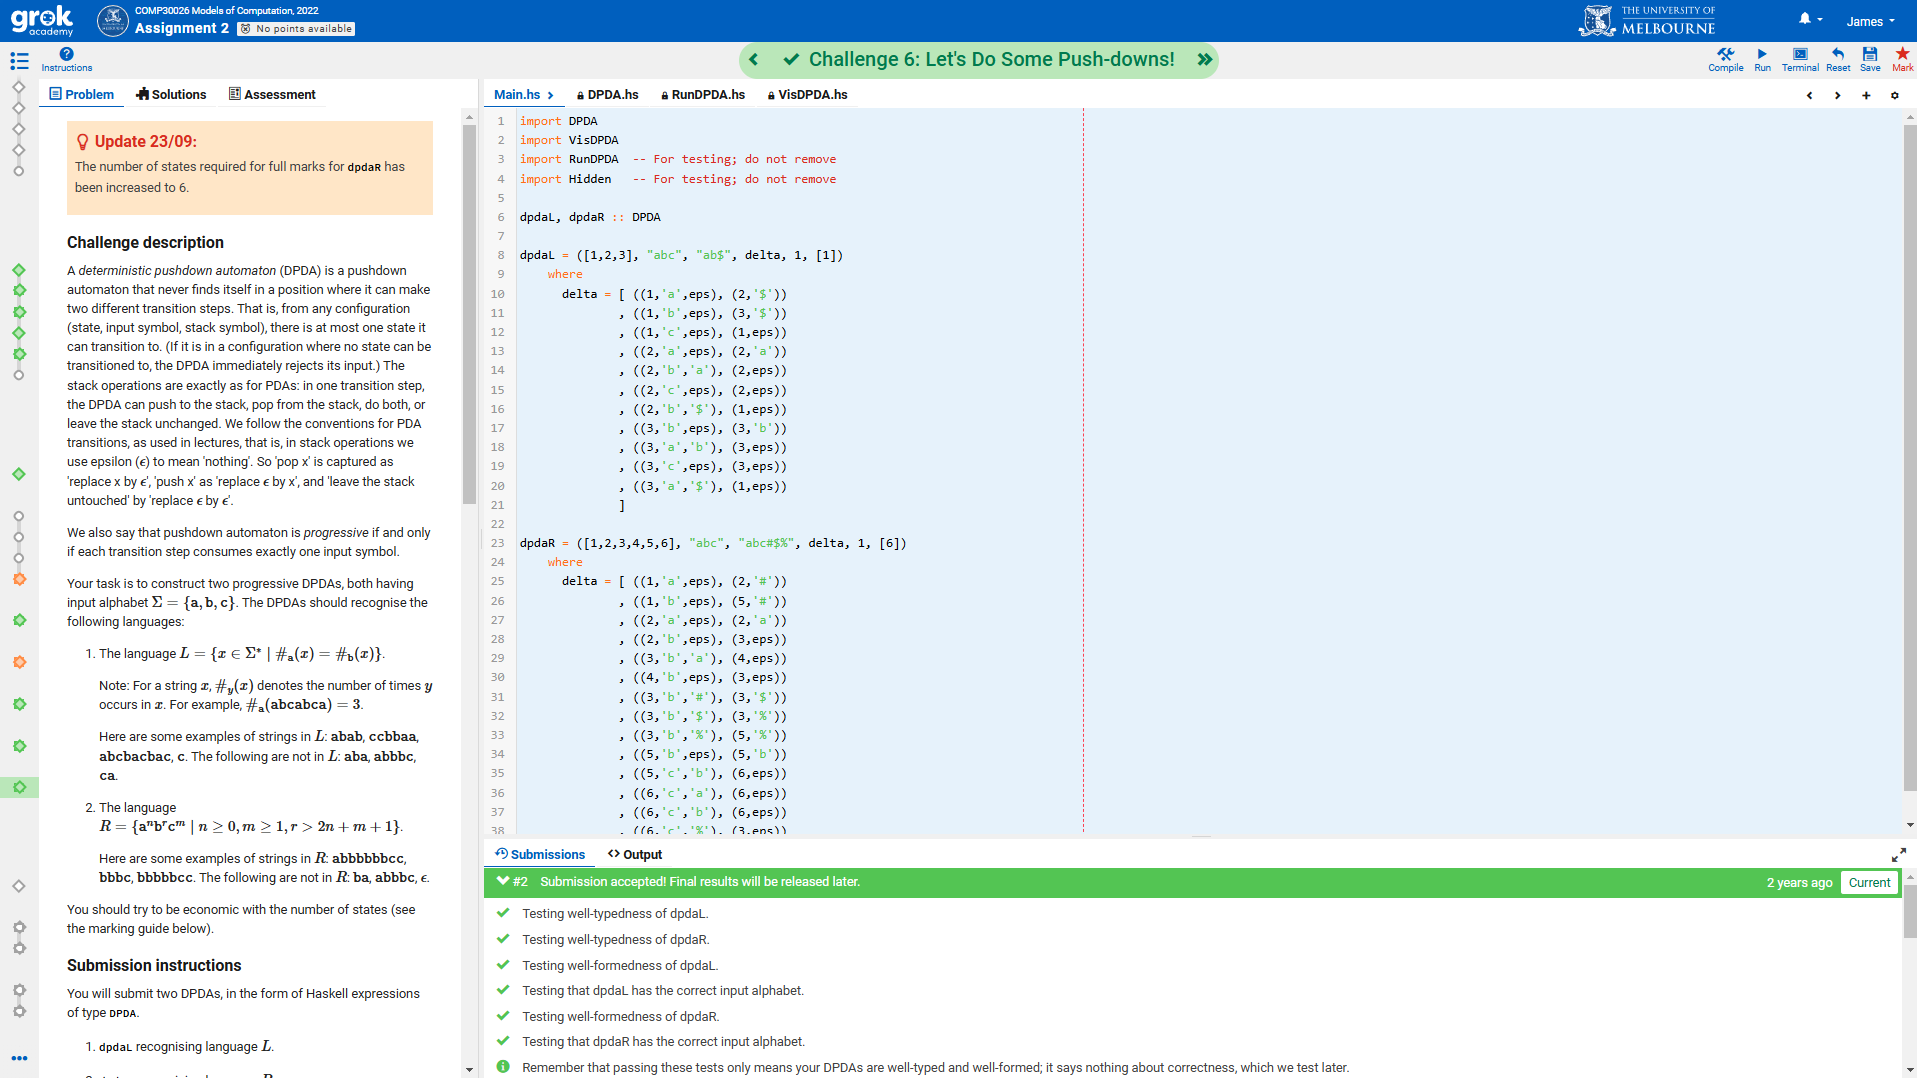 grok
academy
COMP30026 Models of Computation, 2022
Assignment 2 No points available
THE UNIVERSITY OF
MELBOURNE
James
Instructions
Challenge 6: Let's Do Some Push-downs!
Compile Run Terminal Reset Save Mark
Problem Solutions Assessment
Update 23/09:
The number of states required for full marks for dpdaR has
been increased to 6.
Challenge description
A deterministic pushdown automaton (DPDA) is a pushdown
automaton that never finds itself in a position where it can make
two different transition steps. That is, from any configuration
(state, input symbol, stack symbol), there is at most one state it
can transition to. (If it is in a configuration where no state can be
transitioned to, the DPDA immediately rejects its input.) The
stack operations are exactly as for PDAs: in one transition step,
the DPDA can push to the stack, pop from the stack, do both, or
leave the stack unchanged. We follow the conventions for PDA
transitions, as used in lectures, that is, in stack operations we
use epsilon (ϵ) to mean 'nothing'. So 'pop x' is captured as
'replace x by ϵ', 'push x' as 'replace ϵ by x', and 'leave the stack
untouched' by 'replace ϵ by ϵ'.
We also say that pushdown automaton is progressive if and only
if each transition step consumes exactly one input symbol.
Your task is to construct two progressive DPDAs, both having
input alphabet Σ = {a, b, c}. The DPDAs should recognise the
following languages:
1. The language L = {x ∈ Σ* | #a(x) = #b(x)}.
Note: For a string x, #y(x) denotes the number of times y
occurs in x. For example, #a(abcabca) = 3.
Here are some examples of strings in L: abab, ccbbaa,
abcbacbac, c. The following are not in L: aba, abbbc,
ca.
2. The language
R = {aⁿbʳcᵐ | n ≥ 0, m ≥ 1, r > 2n + m + 1}.
Here are some examples of strings in R: abbbbbbcc,
bbbc, bbbbbcc. The following are not in R: ba, abbbc, ϵ.
You should try to be economic with the number of states (see
the marking guide below).
Submission instructions
You will submit two DPDAs, in the form of Haskell expressions
of type DPDA.
1. dpdaL recognising language L.
Main.hs DPDA.hs RunDPDA.hs VisDPDA.hs
1 import DPDA
2 import VisDPDA
3 import RunDPDA -- For testing; do not remove
4 import Hidden -- For testing; do not remove
5
6 dpdaL, dpdaR :: DPDA
7
8 dpdaL = ([1,2,3], "abc", "ab$", delta, 1, [1])
9 where
10 delta = [ ((1,'a',eps), (2,'$'))
11 , ((1,'b',eps), (3,'$'))
12 , ((1,'c',eps), (1,eps))
13 , ((2,'a',eps), (2,'a'))
14 , ((2,'b','a'), (2,eps))
15 , ((2,'c',eps), (2,eps))
16 , ((2,'b','$'), (1,eps))
17 , ((3,'b',eps), (3,'b'))
18 , ((3,'a','b'), (3,eps))
19 , ((3,'c',eps), (3,eps))
20 , ((3,'a','$'), (1,eps))
21 ]
22
23 dpdaR = ([1,2,3,4,5,6], "abc", "abc#$%", delta, 1, [6])
24 where
25 delta = [ ((1,'a',eps), (2,'#'))
26 , ((1,'b',eps), (5,'#'))
27 , ((2,'a',eps), (2,'a'))
28 , ((2,'b',eps), (3,eps))
29 , ((3,'b','a'), (4,eps))
30 , ((4,'b',eps), (3,eps))
31 , ((3,'b','#'), (3,'$'))
32 , ((3,'b','$'), (3,'%'))
33 , ((3,'b','%'), (5,'%'))
34 , ((5,'b',eps), (5,'b'))
35 , ((5,'c','b'), (6,eps))
36 , ((6,'c','a'), (6,eps))
37 , ((6,'c','b'), (6,eps))
38 , ((6,'c','%'), (3,eps))
Submissions Output
#2 Submission accepted! Final results will be released later. 2 years ago Current
Testing well-typedness of dpdaL.
Testing well-typedness of dpdaR.
Testing well-formedness of dpdaL.
Testing that dpdaL has the correct input alphabet.
Testing well-formedness of dpdaR.
Testing that dpdaR has the correct input alphabet.
Remember that passing these tests only means your DPDAs are well-typed and well-formed; it says nothing about correctness, which we test later.